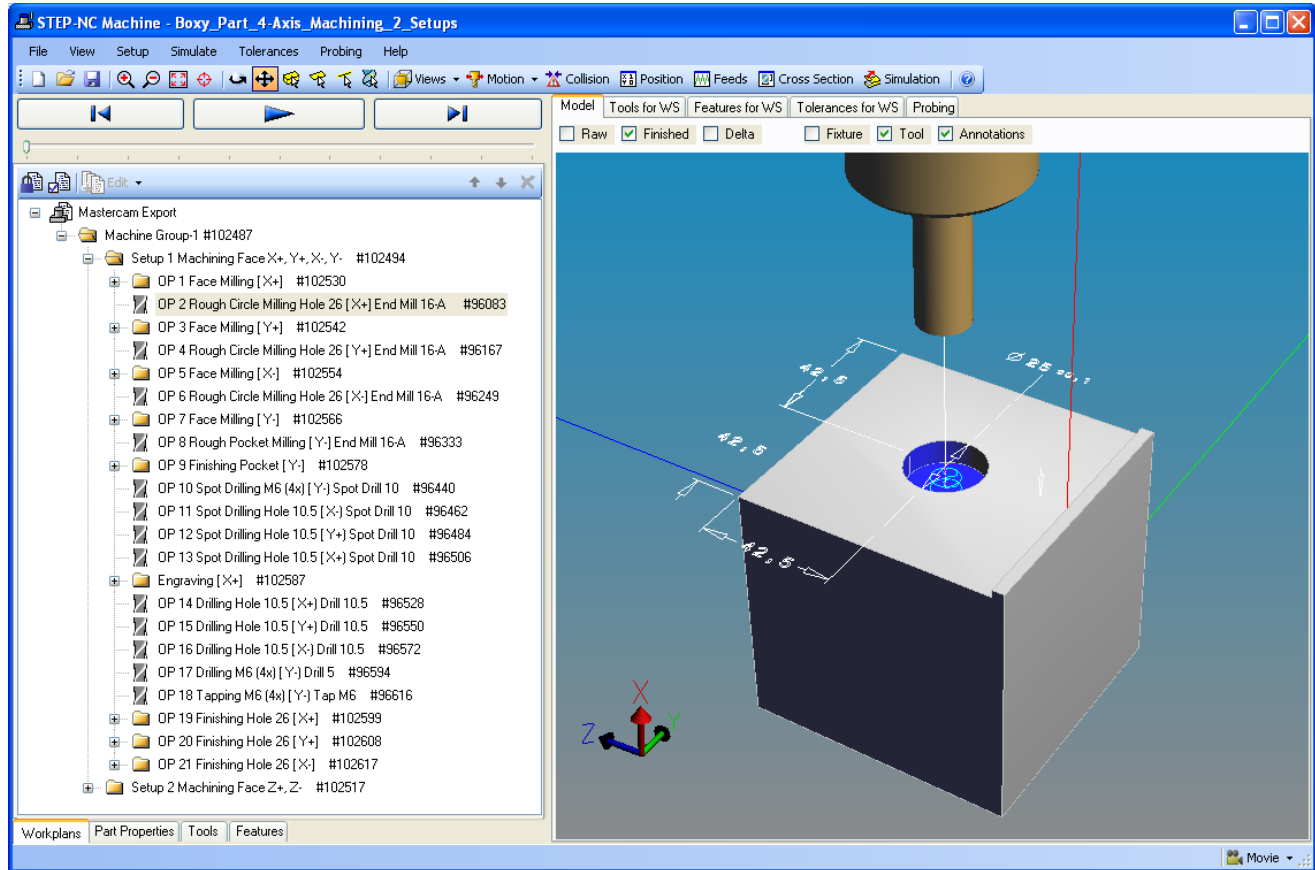 STEP-NC Machine - Boxy_Part_4-Axis_Machining_2_Setups
File View Setup Simulate Tolerances Probing Help
Views Motion Collision Position Feeds Cross Section Simulation
Model Tools for WS Features for WS Tolerances for WS Probing
Raw Finished Delta Fixture Tool Annotations
Edit
Mastercam Export
Machine Group-1 #102487
Setup 1 Machining Face X+, Y+, X-, Y- #102494
OP 1 Face Milling [X+] #102530
OP 2 Rough Circle Milling Hole 26 [X+] End Mill 16-A #96083
OP 3 Face Milling [Y+] #102542
OP 4 Rough Circle Milling Hole 26 [Y+] End Mill 16-A #96167
OP 5 Face Milling [X-] #102554
OP 6 Rough Circle Milling Hole 26 [X-] End Mill 16-A #96249
OP 7 Face Milling [Y-] #102566
OP 8 Rough Pocket Milling [Y-] End Mill 16-A #96333
OP 9 Finishing Pocket [Y-] #102578
OP 10 Spot Drilling M6 (4x) [Y-) Spot Drill 10 #96440
OP 11 Spot Drilling Hole 10.5 [X-) Spot Drill 10 #96462
OP 12 Spot Drilling Hole 10.5 [Y+) Spot Drill 10 #96484
OP 13 Spot Drilling Hole 10.5 [X+) Spot Drill 10 #96506
Engraving [X+] #102587
OP 14 Drilling Hole 10.5 [X+) Drill 10.5 #96528
OP 15 Drilling Hole 10.5 [Y+) Drill 10.5 #96550
OP 16 Drilling Hole 10.5 [X-) Drill 10.5 #96572
OP 17 Drilling M6 (4x) [Y-) Drill 5 #96594
OP 18 Tapping M6 (4x) [Y-) Tap M6 #96616
OP 19 Finishing Hole 26 [X+] #102599
OP 20 Finishing Hole 26 [Y+] #102608
OP 21 Finishing Hole 26 [X-] #102617
Setup 2 Machining Face Z+, Z- #102517
Workplans Part Properties Tools Features
42,5
Ø 25 ±0,1
42,5
42,5
X
Z
Y
Movie